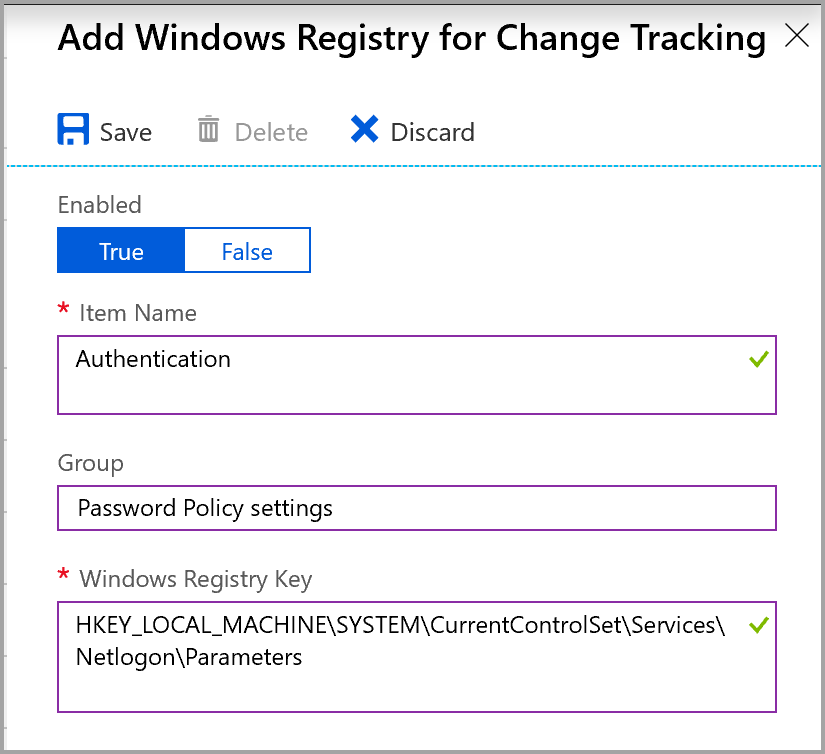 Add Windows Registry for Change Tracking
Save Delete Discard
Enabled
True False
* Item Name
Authentication
Group
Password Policy settings
* Windows Registry Key
HKEY_LOCAL_MACHINE\SYSTEM\CurrentControlSet\Services\
Netlogon\Parameters